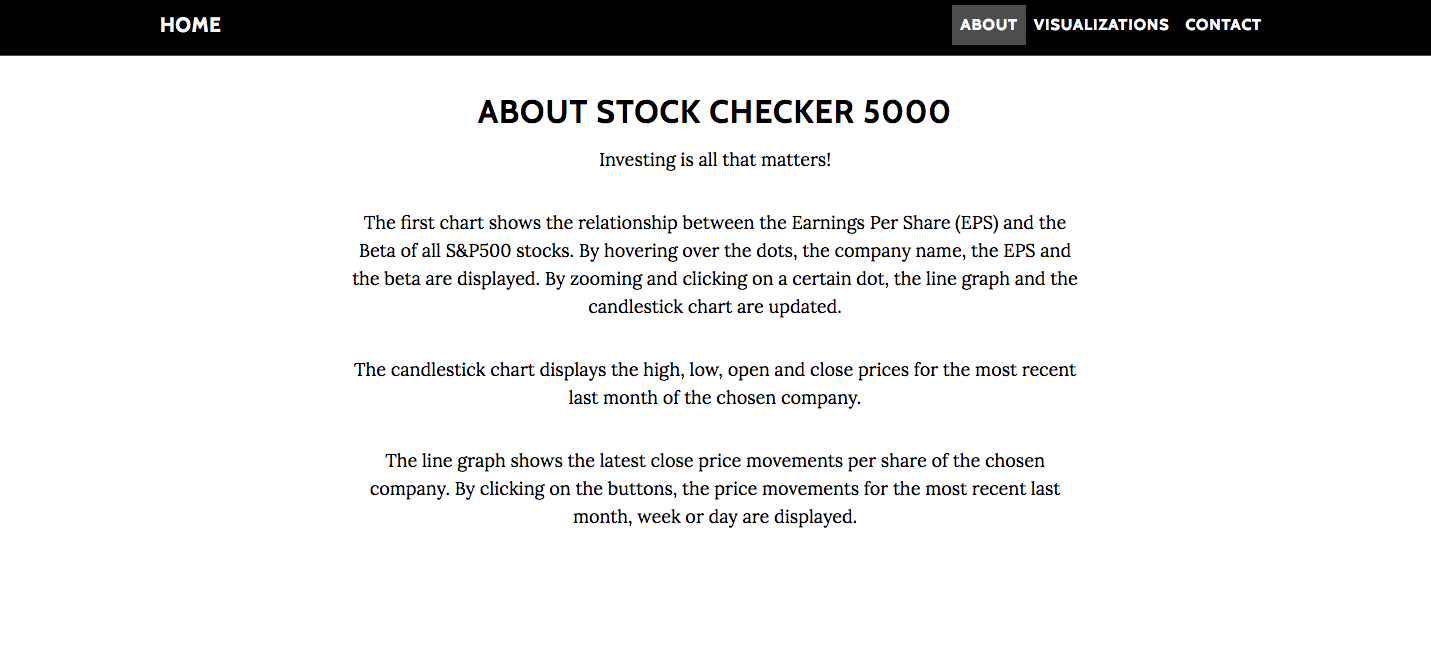 HOME
ABOUT VISUALIZATIONS CONTACT
ABOUT STOCK CHECKER 5000
Investing is all that matters!
The first chart shows the relationship between the Earnings Per Share (EPS) and the
Beta of all S&P500 stocks. By hovering over the dots, the company name, the EPS and
the beta are displayed. By zooming and clicking on a certain dot, the line graph and the
candlestick chart are updated.
The candlestick chart displays the high, low, open and close prices for the most recent
last month of the chosen company.
The line graph shows the latest close price movements per share of the chosen
company. By clicking on the buttons, the price movements for the most recent last
month, week or day are displayed.